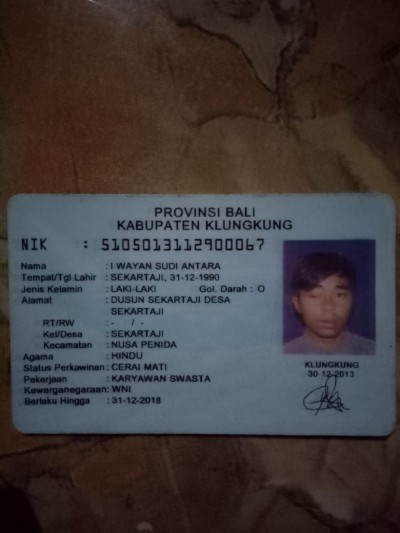 PROVINSI BALI
KABUPATEN KLUNGKUNG
NIK : 5105013112900067
Nama : I WAYAN SUDI ANTARA
Tempat/Tgl Lahir : SEKARTAJI, 31-12-1990
Jenis Kelamin : LAKI-LAKI Gol. Darah : O
Alamat : DUSUN SEKARTAJI DESA
SEKARTAJI
RT/RW : - / -
Kel/Desa : SEKARTAJI
Kecamatan : NUSA PENIDA
Agama : HINDU
Status Perkawinan : CERAI MATI
Pekerjaan : KARYAWAN SWASTA
Kewarganegaraan: WNI
Berlaku Hingga : 31-12-2018
KLUNGKUNG
30-12-2013